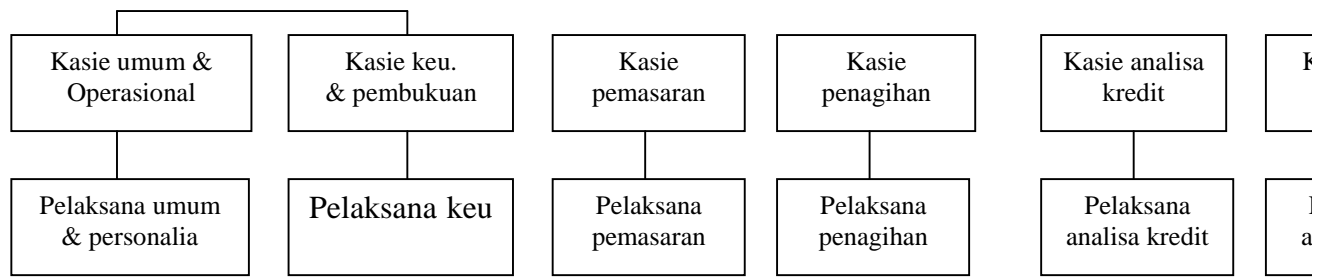 Kasie umum &
Operasional
Kasie keu.
& pembukuan
Kasie
pemasaran
Kasie
penagihan
Kasie analisa
kredit
Pelaksana umum
& personalia
Pelaksana keu
Pelaksana
pemasaran
Pelaksana
penagihan
Pelaksana
analisa kredit